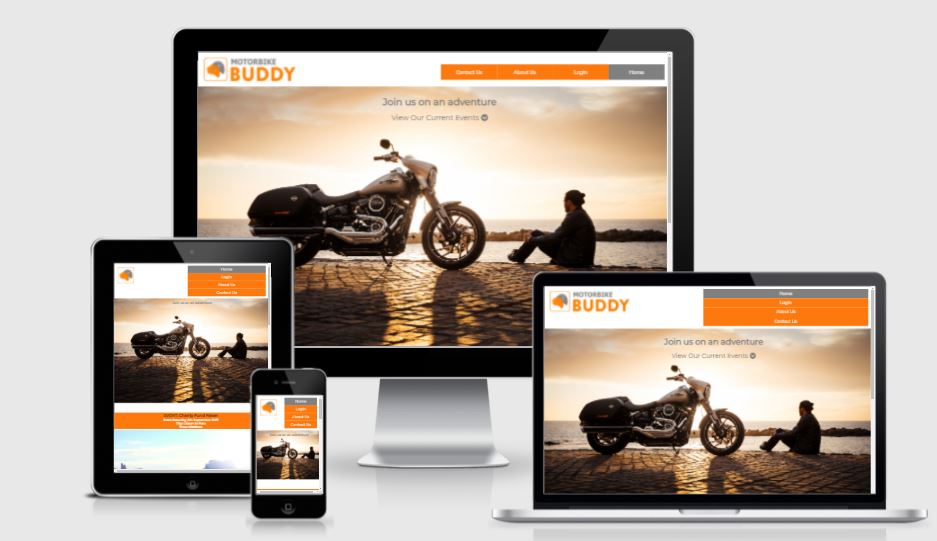 MOTORBIKE
BUDDY
Contact Us About Us Login Home
Join us on an adventure
View Our Current Events
Home
Login
About Us
Contact Us
Join us on an adventure
EVENT: Charity Fund Raiser
MOTORBIKE
BUDDY
Home
Login
About Us
Contact Us
Join us on an adventure
View Our Current Events
Home
Login
About Us
Contact Us